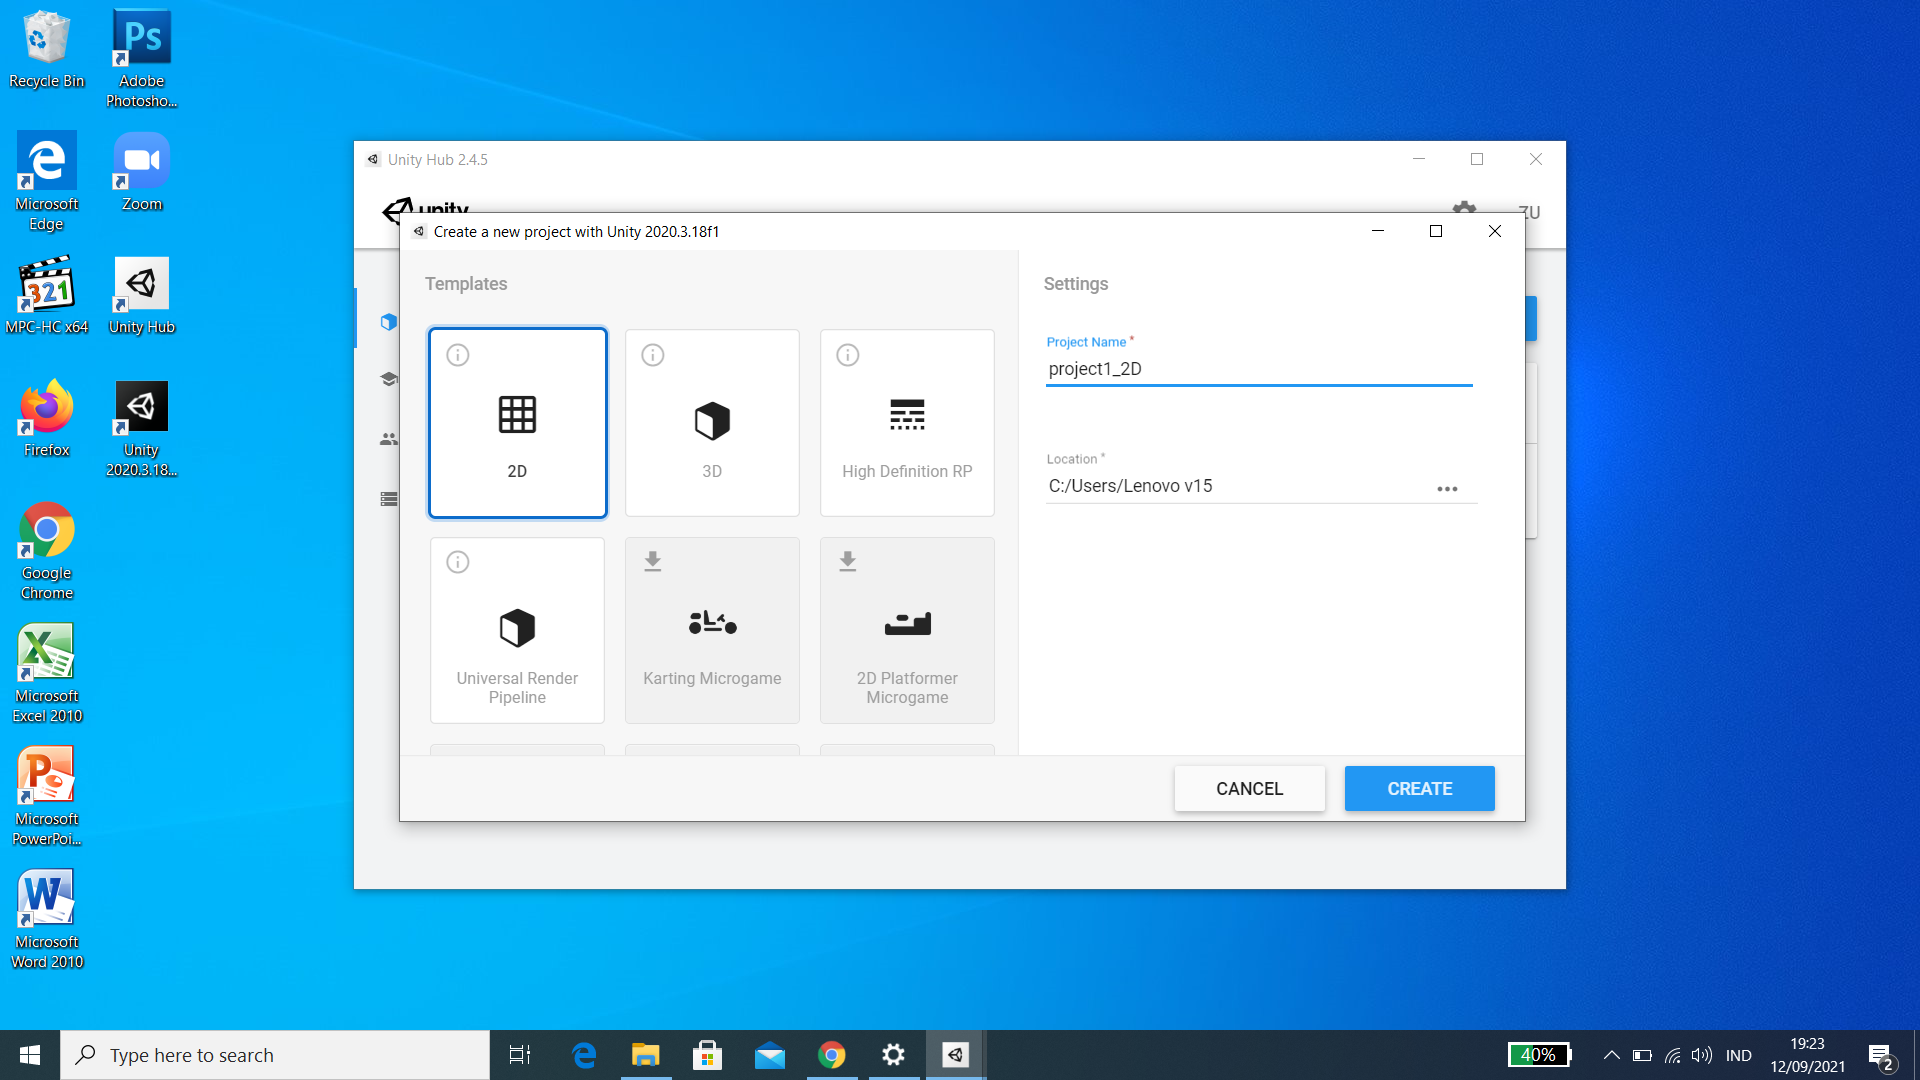 Recycle Bin
Adobe
Photosho...
Microsoft
Edge
Zoom
MPC-HC x64
Unity Hub
Firefox
Unity
2020.3.18...
Google
Chrome
Microsoft
Excel 2010
Microsoft
PowerPoi...
Microsoft
Word 2010
Unity Hub 2.4.5
unity
ZU
Create a new project with Unity 2020.3.18f1
Templates
2D
3D
High Definition RP
Universal Render
Pipeline
Karting Microgame
2D Platformer
Microgame
Settings
Project Name *
project1_2D
Location *
C:/Users/Lenovo v15
CANCEL
CREATE
Type here to search
40%
IND
19:23
12/09/2021
2
Ps
321